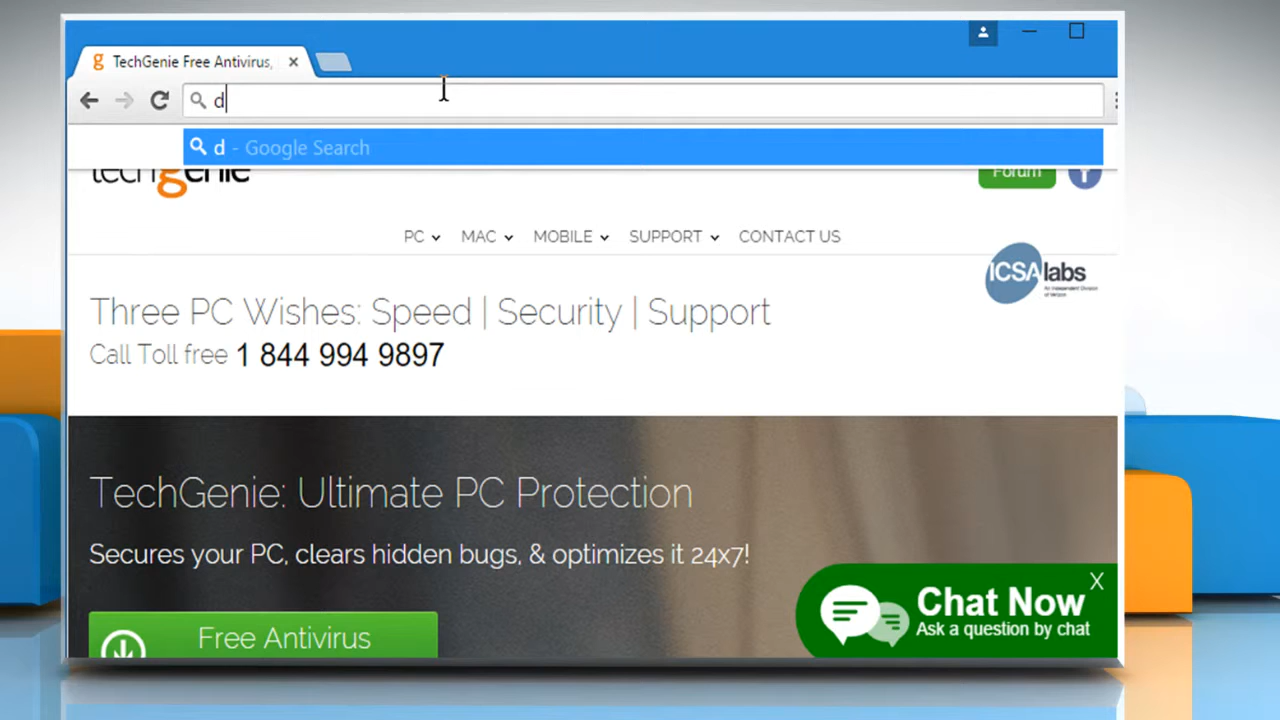 TechGenie Free Antivirus,
d
d - Google Search
techgenie
Forum
f
PC MAC MOBILE SUPPORT CONTACT US
ICSAlabs
Three PC Wishes: Speed | Security | Support
Call Toll free 1 844 994 9897
TechGenie: Ultimate PC Protection
Secures your PC, clears hidden bugs, & optimizes it 24x7!
Chat Now
X
Ask a question by chat
Free Antivirus